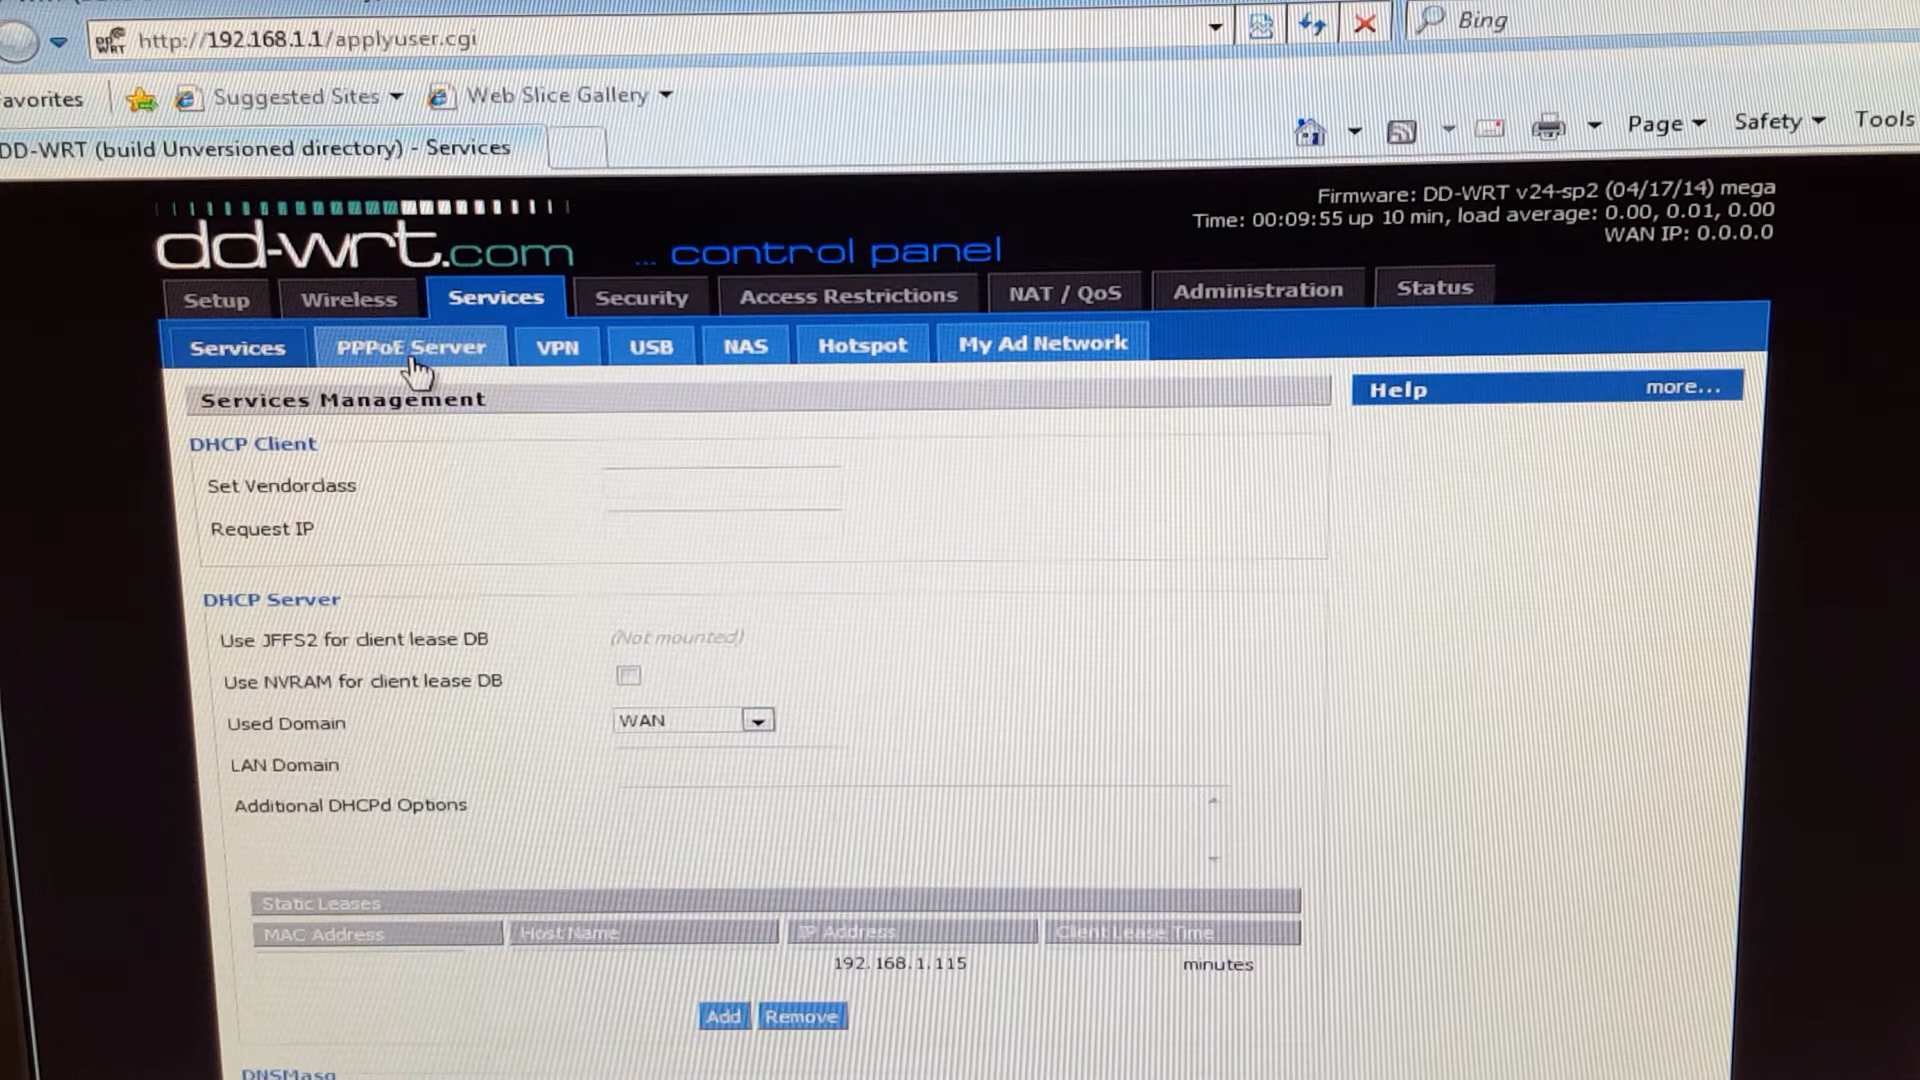 http://192.168.1.1/applyuser.cgi
Bing
avorites
Suggested Sites
Web Slice Gallery
DD-WRT (build Unversioned directory) - Services
Page
Safety
Tools
dd-wrt.com
... control panel
Firmware: DD-WRT v24-sp2 (04/17/14) mega
Time: 00:09:55 up 10 min, load average: 0.00, 0.01, 0.00
WAN IP: 0.0.0.0
Setup
Wireless
Services
Security
Access Restrictions
NAT / QoS
Administration
Status
Services
PPPoE Server
VPN
USB
NAS
Hotspot
My Ad Network
Services Management
Help
more...
DHCP Client
Set Vendorclass
Request IP
DHCP Server
Use JFFS2 for client lease DB
(Not mounted)
Use NVRAM for client lease DB
Used Domain
WAN
LAN Domain
Additional DHCPd Options
Static Leases
MAC Address
Host Name
IP Address
Client Lease Time
192.168.1.115
minutes
Add
Remove
DNSMasq